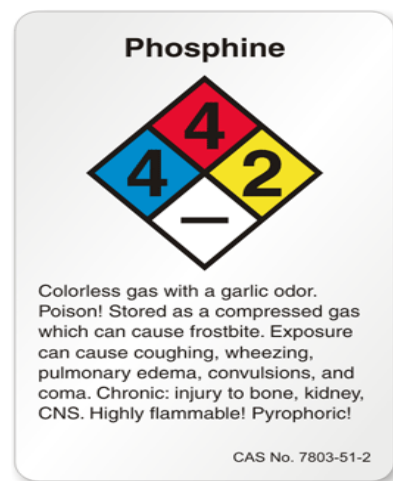 Phosphine
4
4 2
—
Colorless gas with a garlic odor.
Poison! Stored as a compressed gas
which can cause frostbite. Exposure
can cause coughing, wheezing,
pulmonary edema, convulsions, and
coma. Chronic: injury to bone, kidney,
CNS. Highly flammable! Pyrophoric!
CAS No. 7803-51-2